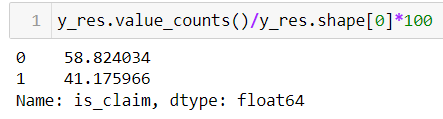 1 y_res.value_counts()/y_res.shape[0]*100
0 58.824034
1 41.175966
Name: is_claim, dtype: float64